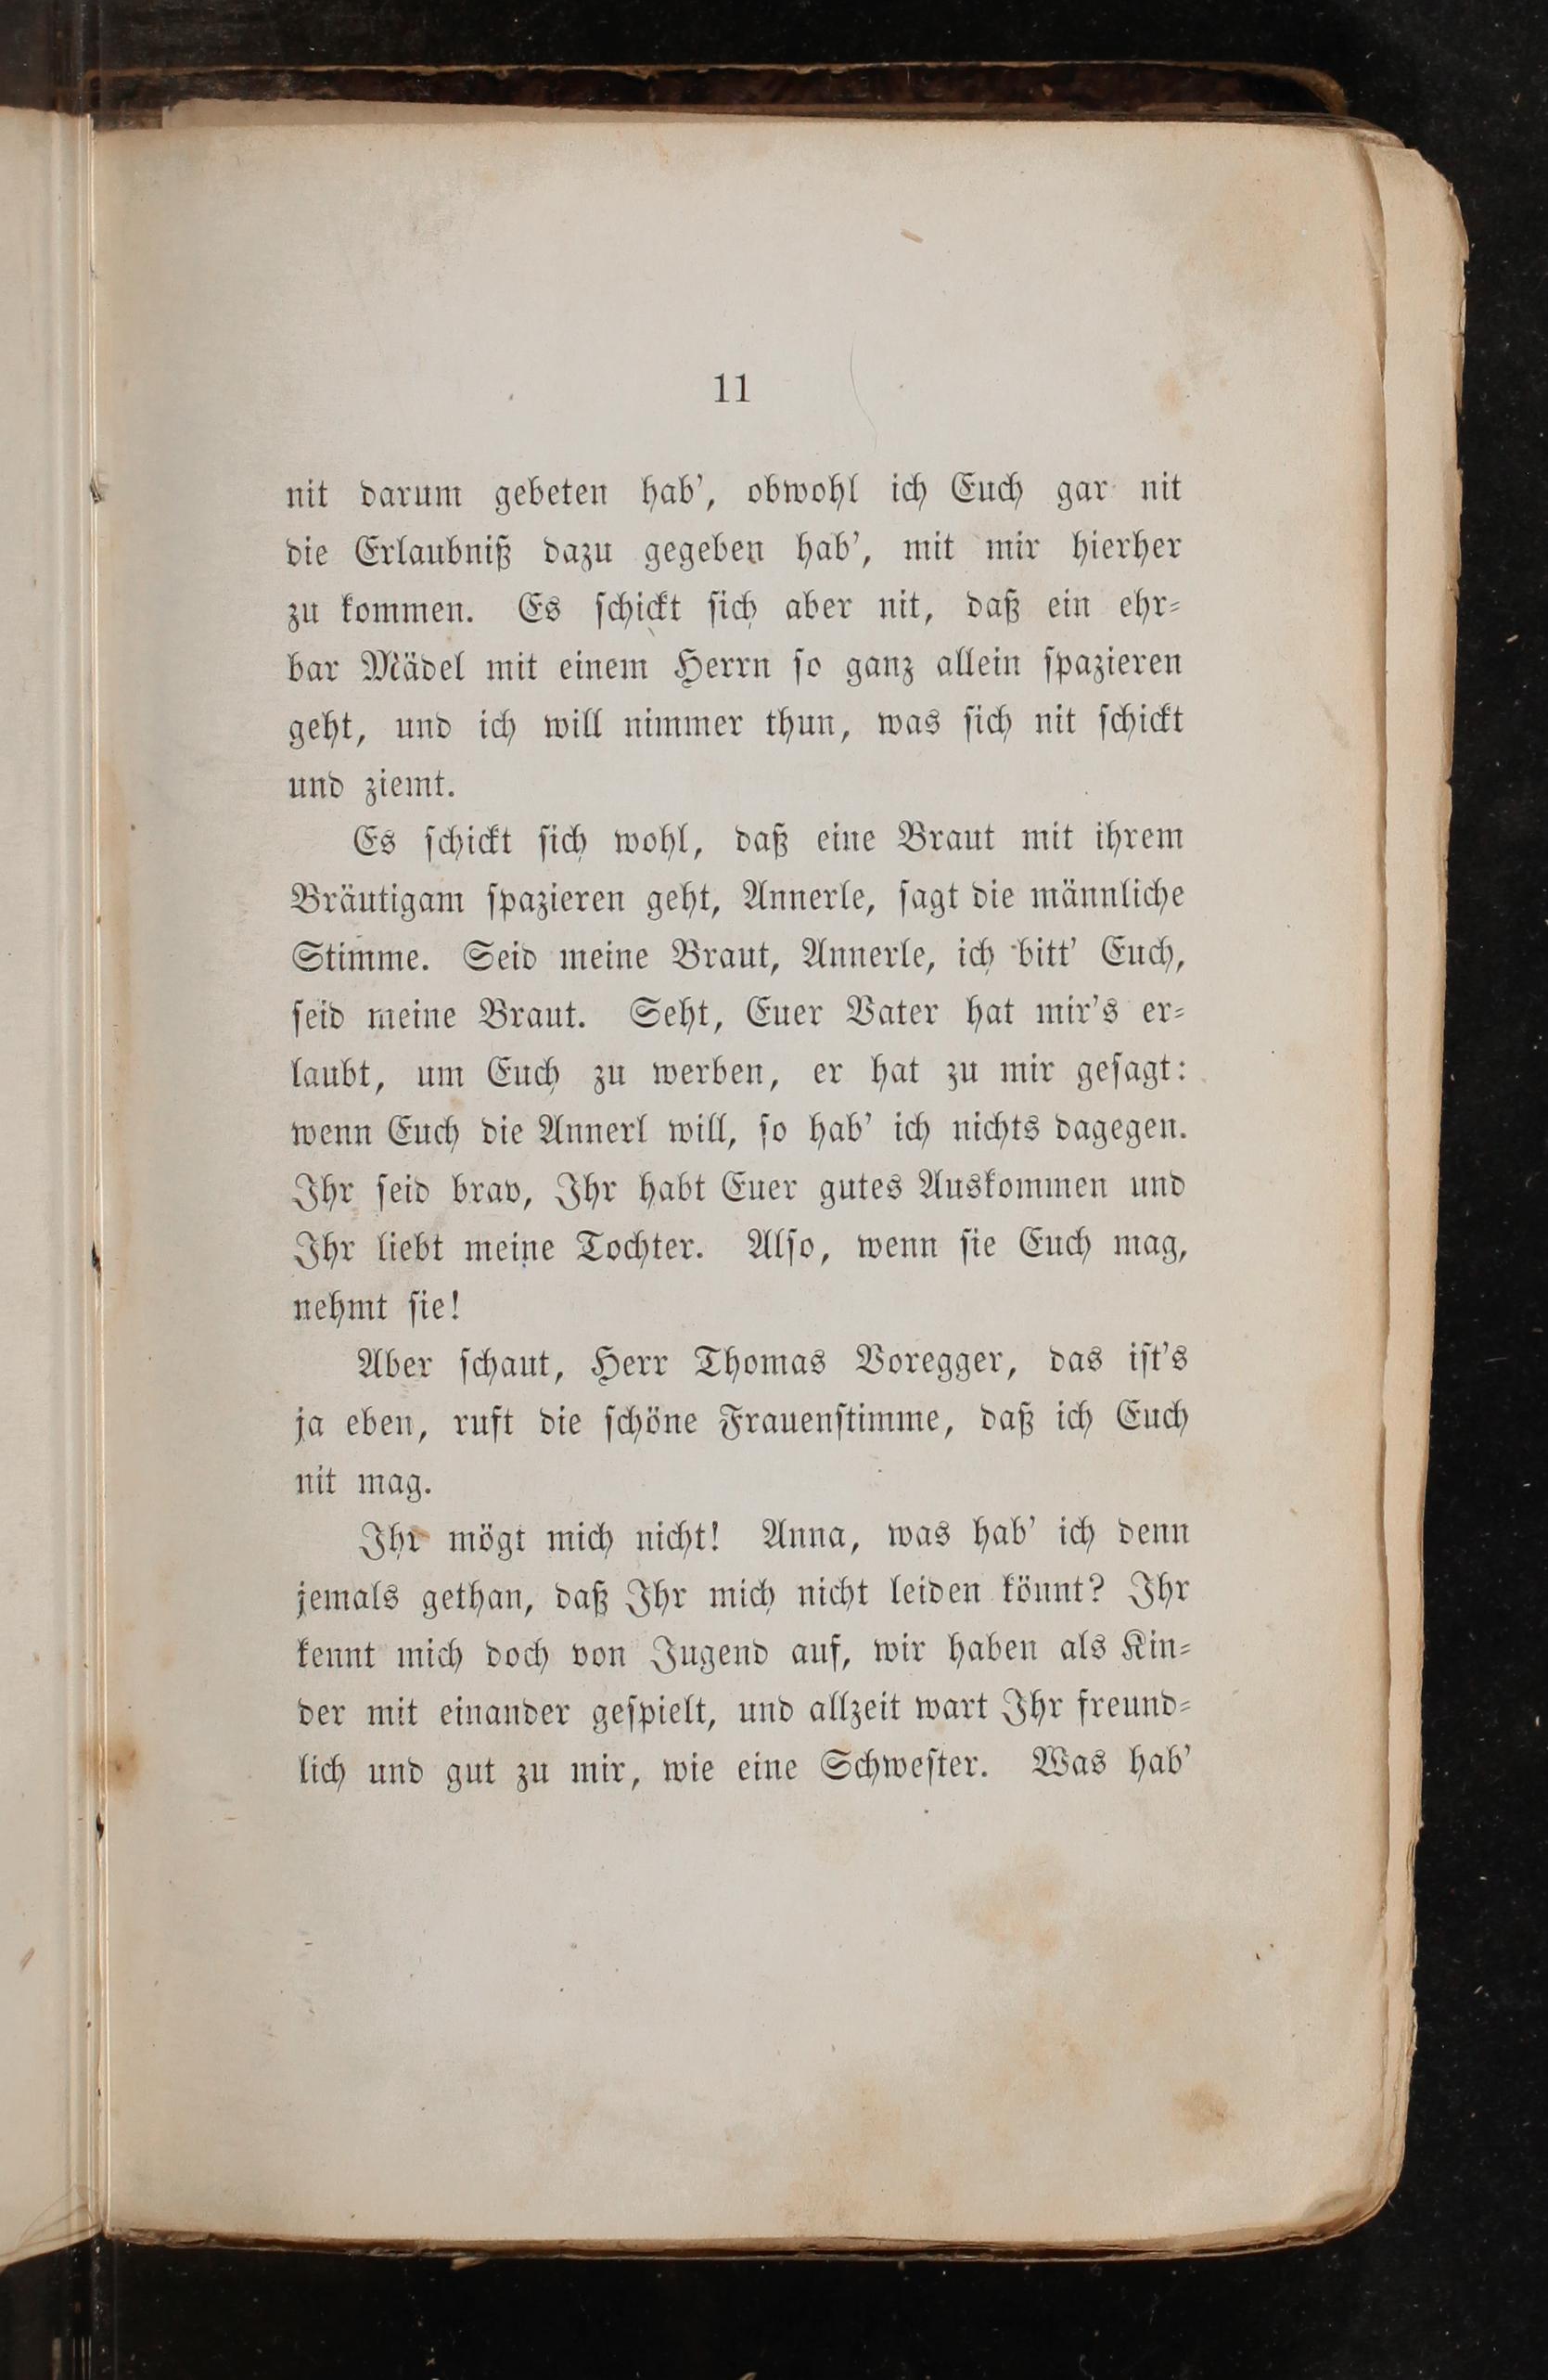 11
nit darum gebeten hab', obwohl ich Euch gar nit
die Erlaubniß dazu gegeben hab', mit mir hierher
zu kommen. Es schickt sich aber nit, daß ein ehr-
bar Mädel mit einem Herrn so ganz allein spazieren
geht, und ich will nimmer thun, was sich nit schickt
und ziemt.
Es schickt sich wohl, daß eine Braut mit ihrem
Bräutigam spazieren geht, Annerle, sagt die männliche
Stimme. Seid meine Braut, Annerle, ich bitt' Euch,
seid meine Braut. Seht, Euer Vater hat mir's er-
laubt, um Euch zu werben, er hat zu mir gesagt:
wenn Euch die Annerl will, so hab' ich nichts dagegen.
Ihr seid brav, Ihr habt Euer gutes Auskommen und
Ihr liebt meine Tochter. Also, wenn sie Euch mag,
nehmt sie!
Aber schaut, Herr Thomas Voregger, das ist's
ja eben, ruft die schöne Frauenstimme, daß ich Euch
nit mag.
Ihr mögt mich nicht! Anna, was hab' ich denn
jemals gethan, daß Ihr mich nicht leiden könnt? Ihr
kennt mich doch von Jugend auf, wir haben als Kin-
der mit einander gespielt, und allzeit wart Ihr freund-
lich und gut zu mir, wie eine Schwester. Was hab'